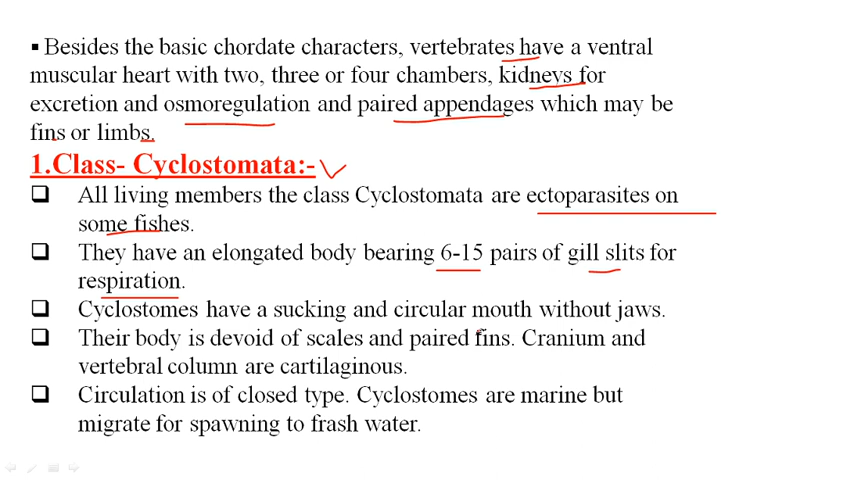 ▪ Besides the basic chordate characters, vertebrates have a ventral
muscular heart with two, three or four chambers, kidneys for
excretion and osmoregulation and paired appendages which may be
fins or limbs.
1.Class- Cyclostomata:-
❑ All living members the class Cyclostomata are ectoparasites on
some fishes.
❑ They have an elongated body bearing 6-15 pairs of gill slits for
respiration.
❑ Cyclostomes have a sucking and circular mouth without jaws.
❑ Their body is devoid of scales and paired fins. Cranium and
vertebral column are cartilaginous.
❑ Circulation is of closed type. Cyclostomes are marine but
migrate for spawning to frash water.